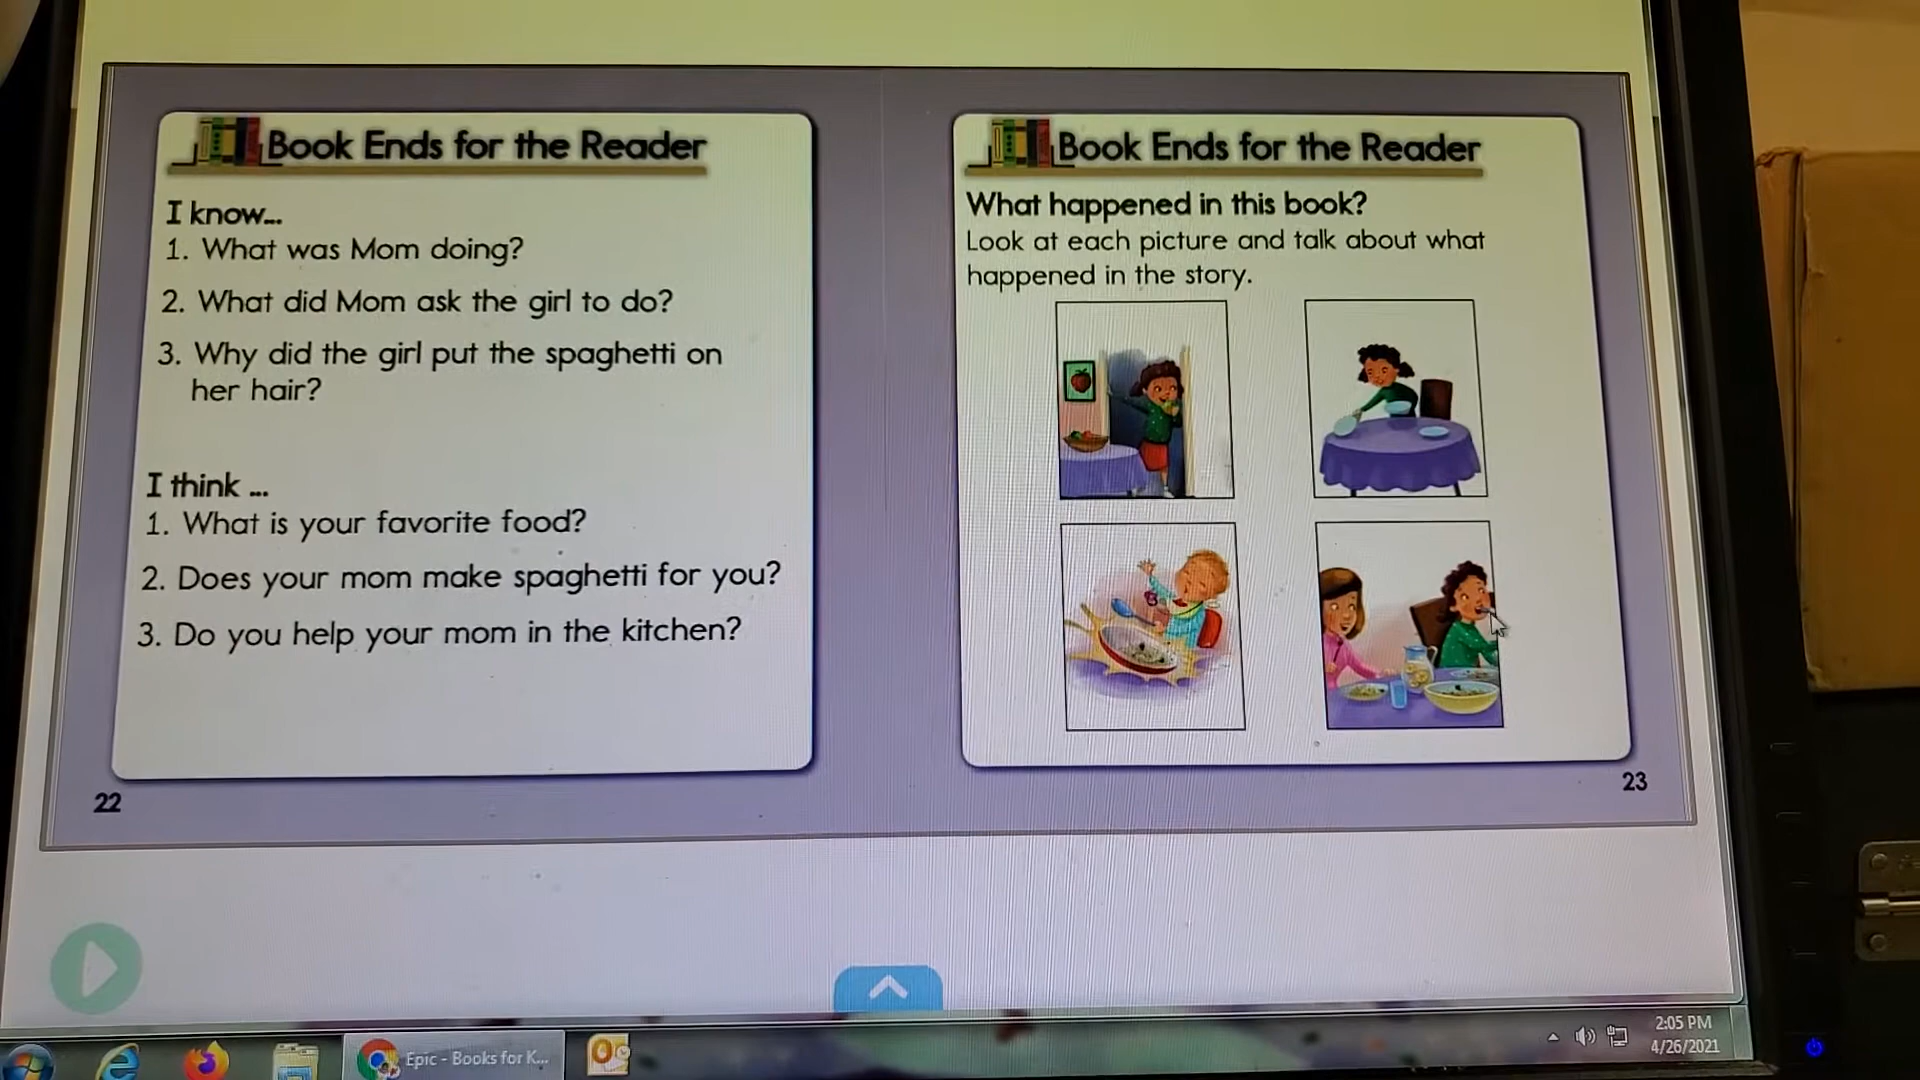 Book Ends for the Reader
I know...
1. What was Mom doing?
2. What did Mom ask the girl to do?
3. Why did the girl put the spaghetti on
her hair?
I think ...
1. What is your favorite food?
2. Does your mom make spaghetti for you?
3. Do you help your mom in the kitchen?
22
Book Ends for the Reader
What happened in this book?
Look at each picture and talk about what
happened in the story.
23
Epic - Books for K...
2:05 PM
4/26/2021